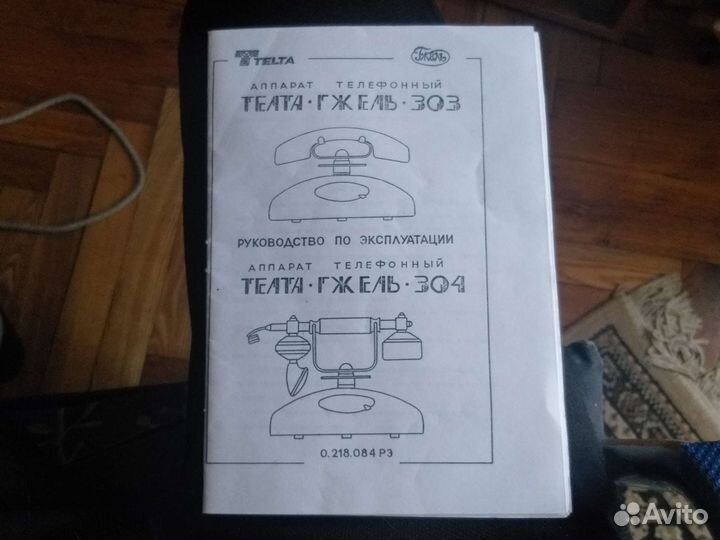 TELTA Гжель
АППАРАТ ТЕЛЕФОННЫЙ
ТЕЛТА·ГЖЕЛЬ·303
РУКОВОДСТВО ПО ЭКСПЛУАТАЦИИ
АППАРАТ ТЕЛЕФОННЫЙ
ТЕЛТА·ГЖЕЛЬ·304
0.218.084 РЭ
Avito